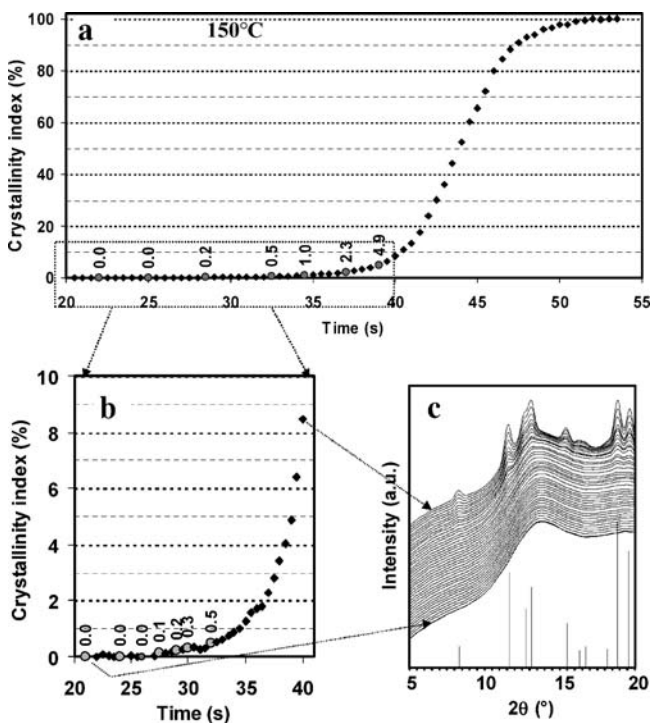 a
150°C
Crystallinity index (%)
100
80
60
40
20
0
0.0
0.0
0.2
0.5
1.0
2.3
4.9
20 25 30 35 40 45 50 55
Time (s)
b
Crystallinity index (%)
10
8
6
4
2
0
0.0
0.0
0.0
0.1
0.2
0.3
0.5
20 25 30 35 40
Time (s)
c
Intensity (a.u.)
5 10 15 20
2θ (°)